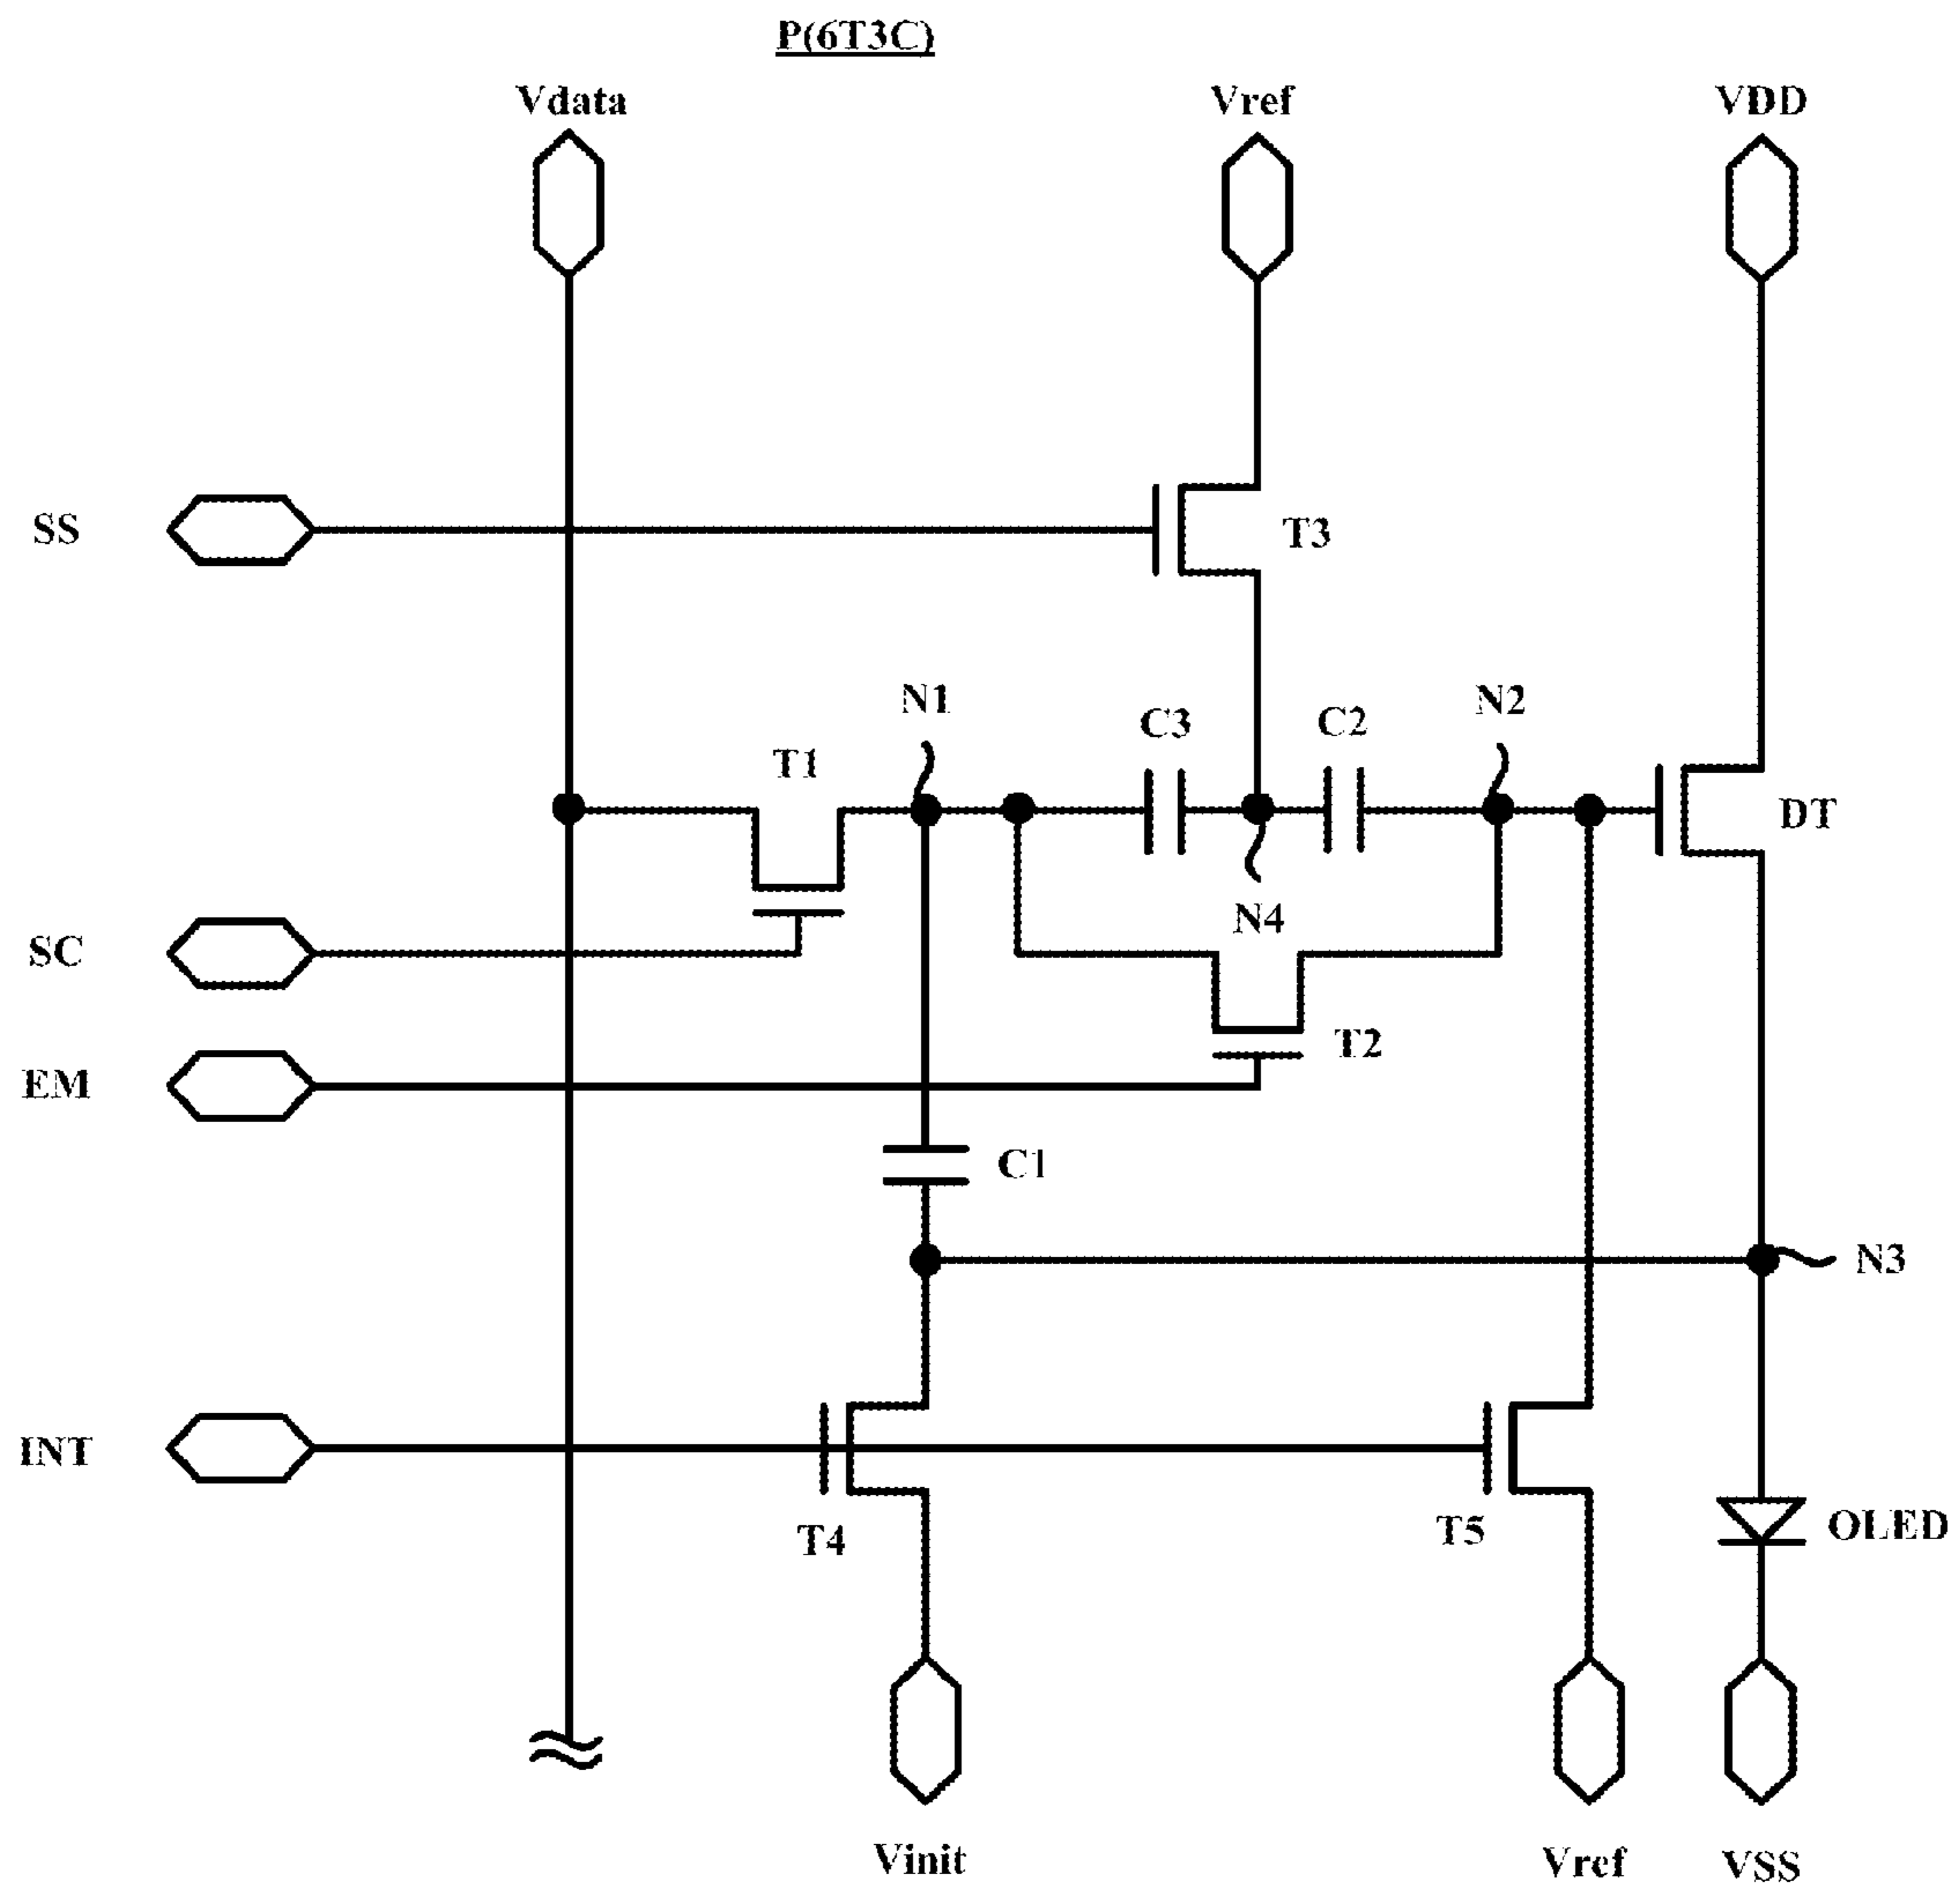 P(6T3C)
Vdata
Vref
VDD
SS
T3
N1
N2
C3
C2
T1
DT
N4
SC
T2
EM
C1
N3
INT
T4
T5
OLED
Vinit
Vref
VSS